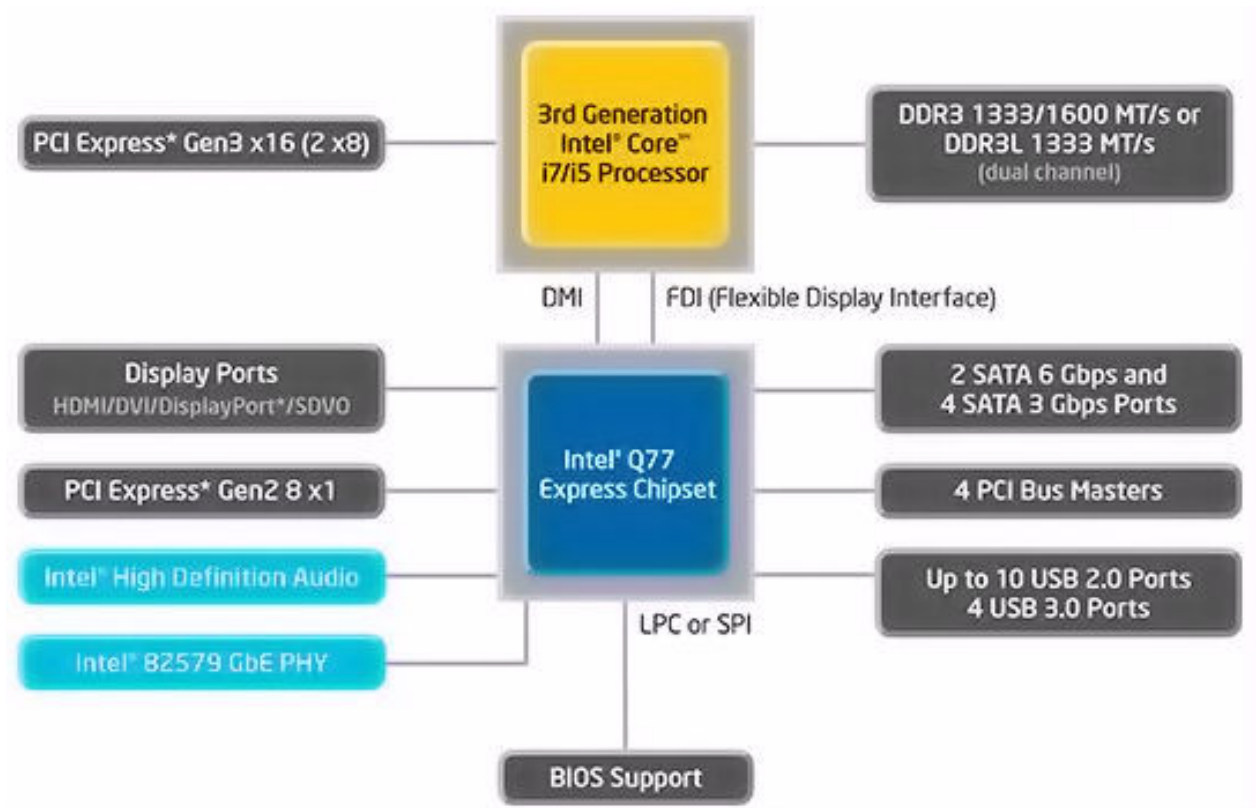 PCI Express* Gen3 x16 (2 x8)
3rd Generation
Intel® Core™
i7/i5 Processor
DDR3 1333/1600 MT/s or
DDR3L 1333 MT/s
(dual channel)
DMI
FDI (Flexible Display Interface)
Display Ports
HDMI/DVI/DisplayPort*/SDVO
PCI Express* Gen2 8 x1
Intel® High Definition Audio
Intel® 82579 GbE PHY
Intel® Q77
Express Chipset
2 SATA 6 Gbps and
4 SATA 3 Gbps Ports
4 PCI Bus Masters
Up to 10 USB 2.0 Ports
4 USB 3.0 Ports
LPC or SPI
BIOS Support